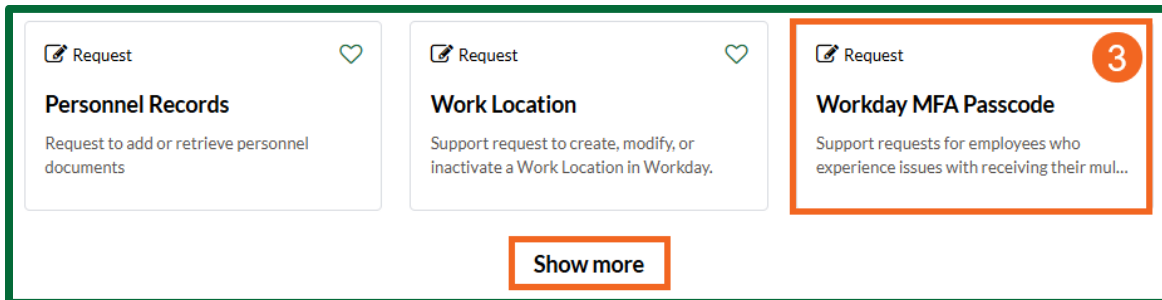 Request
Personnel Records
Request to add or retrieve personnel
documents
Request
Work Location
Support request to create, modify, or
inactivate a Work Location in Workday.
Request
3
Workday MFA Passcode
Support requests for employees who
experience issues with receiving their mul...
Show more